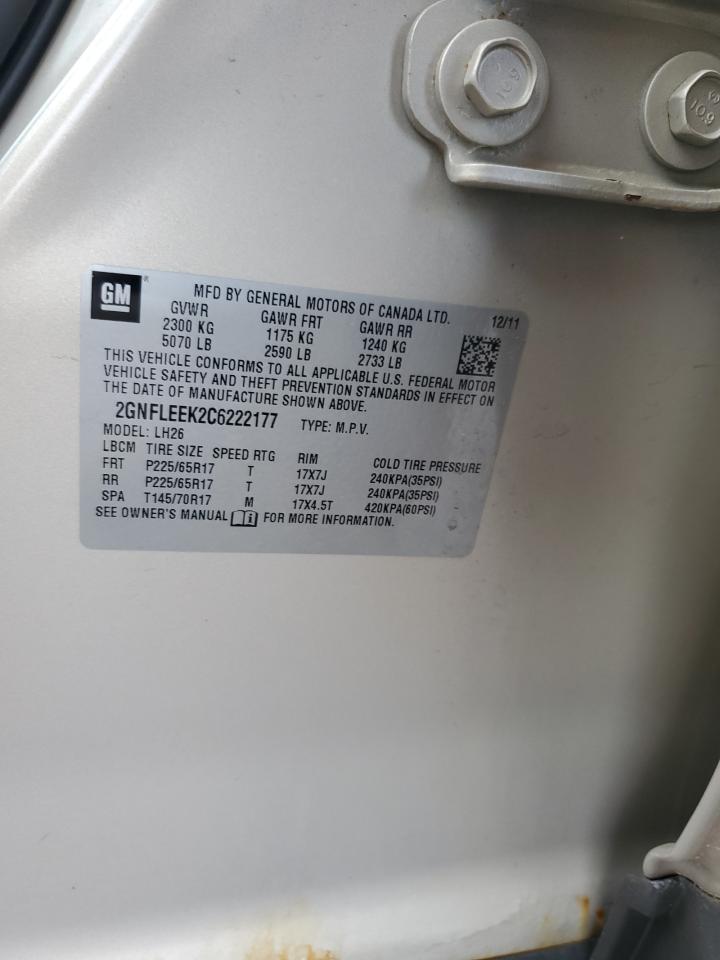 10.9
10.9
GM
MFD BY GENERAL MOTORS OF CANADA LTD. 12/11
GVWR GAWR FRT GAWR RR
2300 KG 1175 KG 1240 KG
5070 LB 2590 LB 2733 LB
THIS VEHICLE CONFORMS TO ALL APPLICABLE U.S. FEDERAL MOTOR
VEHICLE SAFETY AND THEFT PREVENTION STANDARDS IN EFFECT ON
THE DATE OF MANUFACTURE SHOWN ABOVE.
2GNFLEEK2C6222177 TYPE: M.P.V.
MODEL: LH26
LBCM TIRE SIZE SPEED RTG RIM COLD TIRE PRESSURE
FRT P225/65R17 T 17X7J 240KPA(35PSI)
RR P225/65R17 T 17X7J 240KPA(35PSI)
SPA T145/70R17 M 17X4.5T 420KPA(60PSI)
SEE OWNER'S MANUAL i FOR MORE INFORMATION.